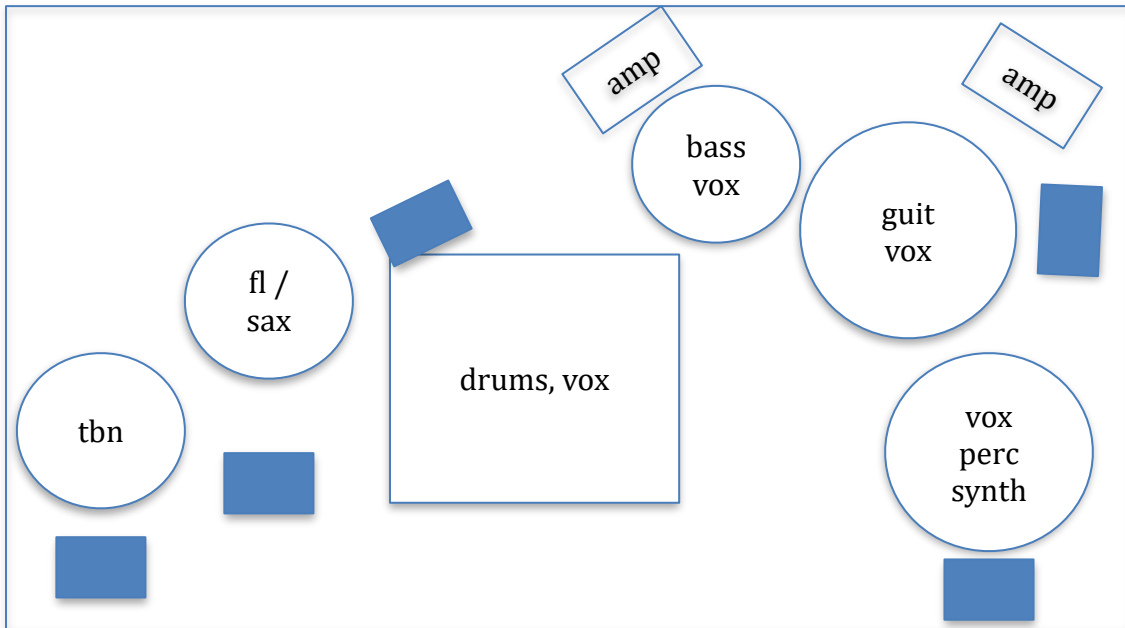 amp
amp
bass
vox
guit
vox
fl /
sax
drums, vox
tbn
vox
perc
synth